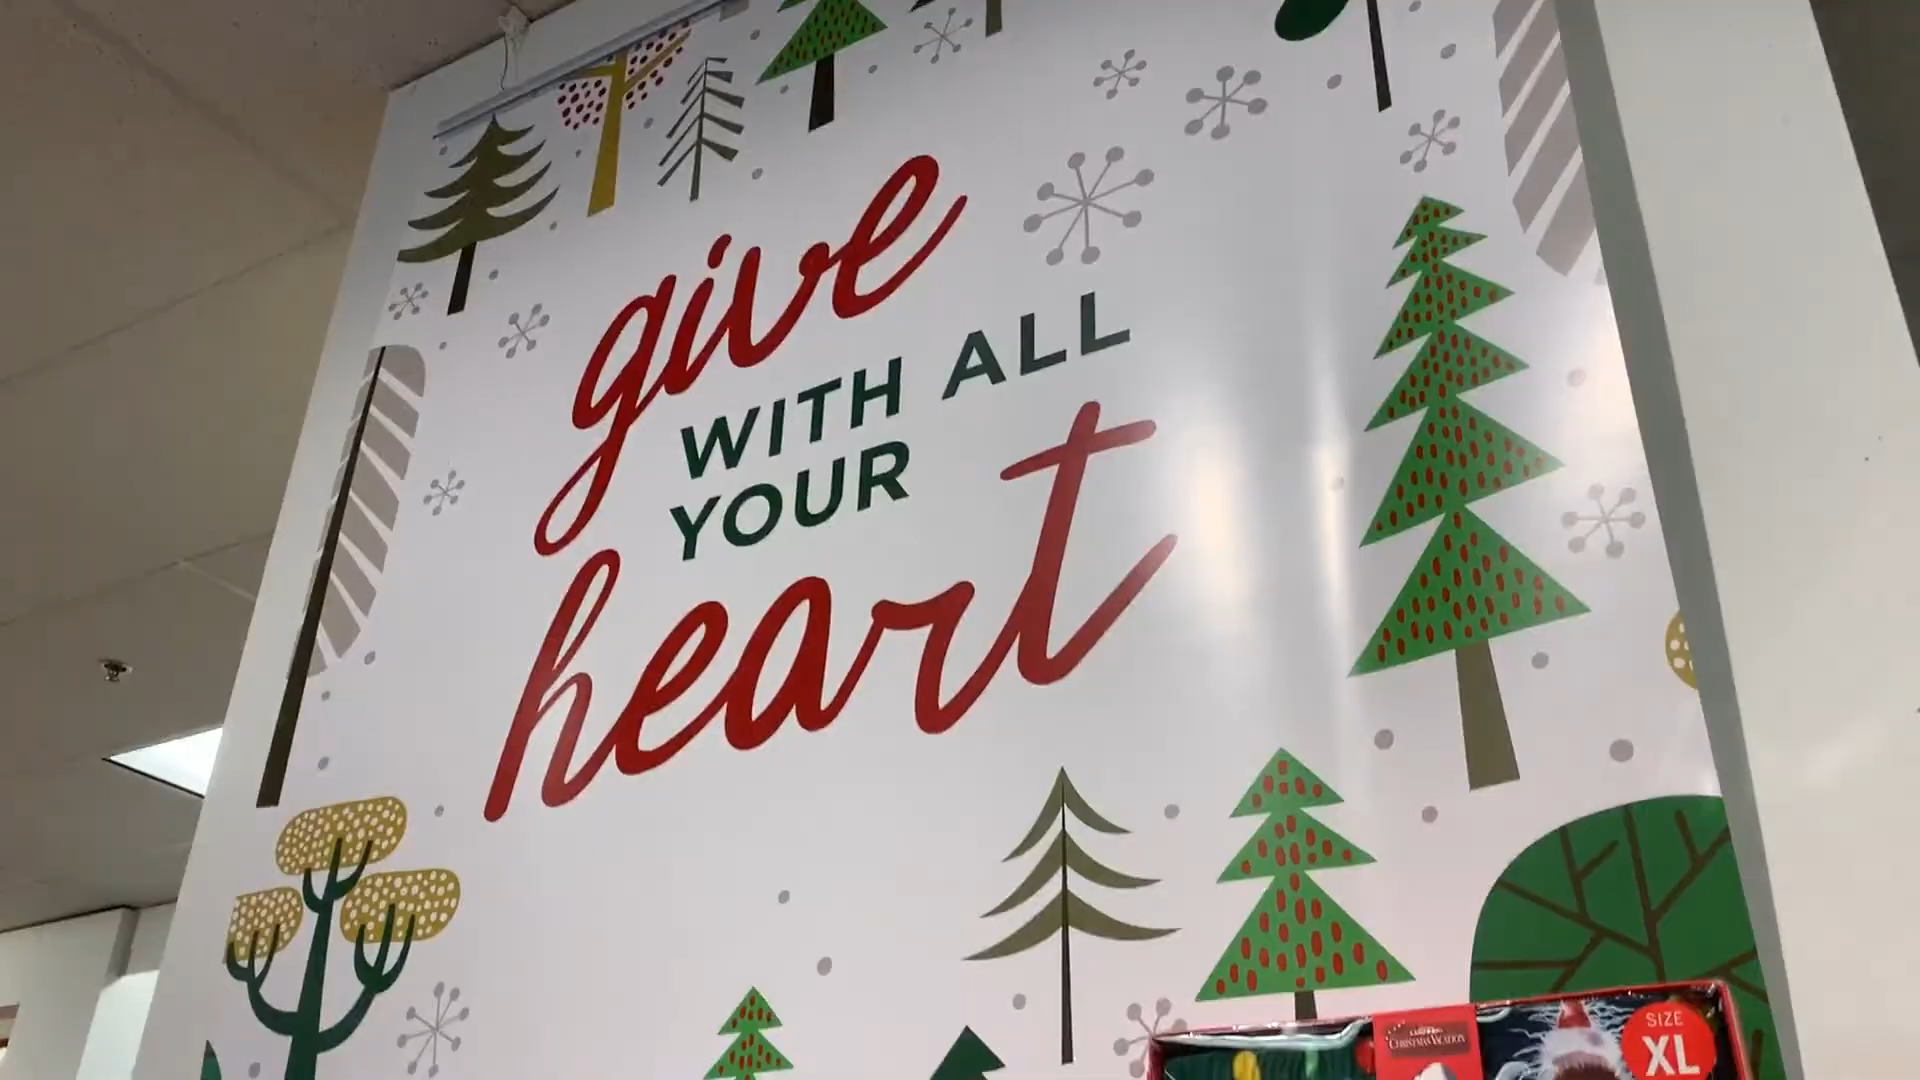 give
WITH ALL
YOUR
heart
CHRISTMAS VACATION
SIZE
XL